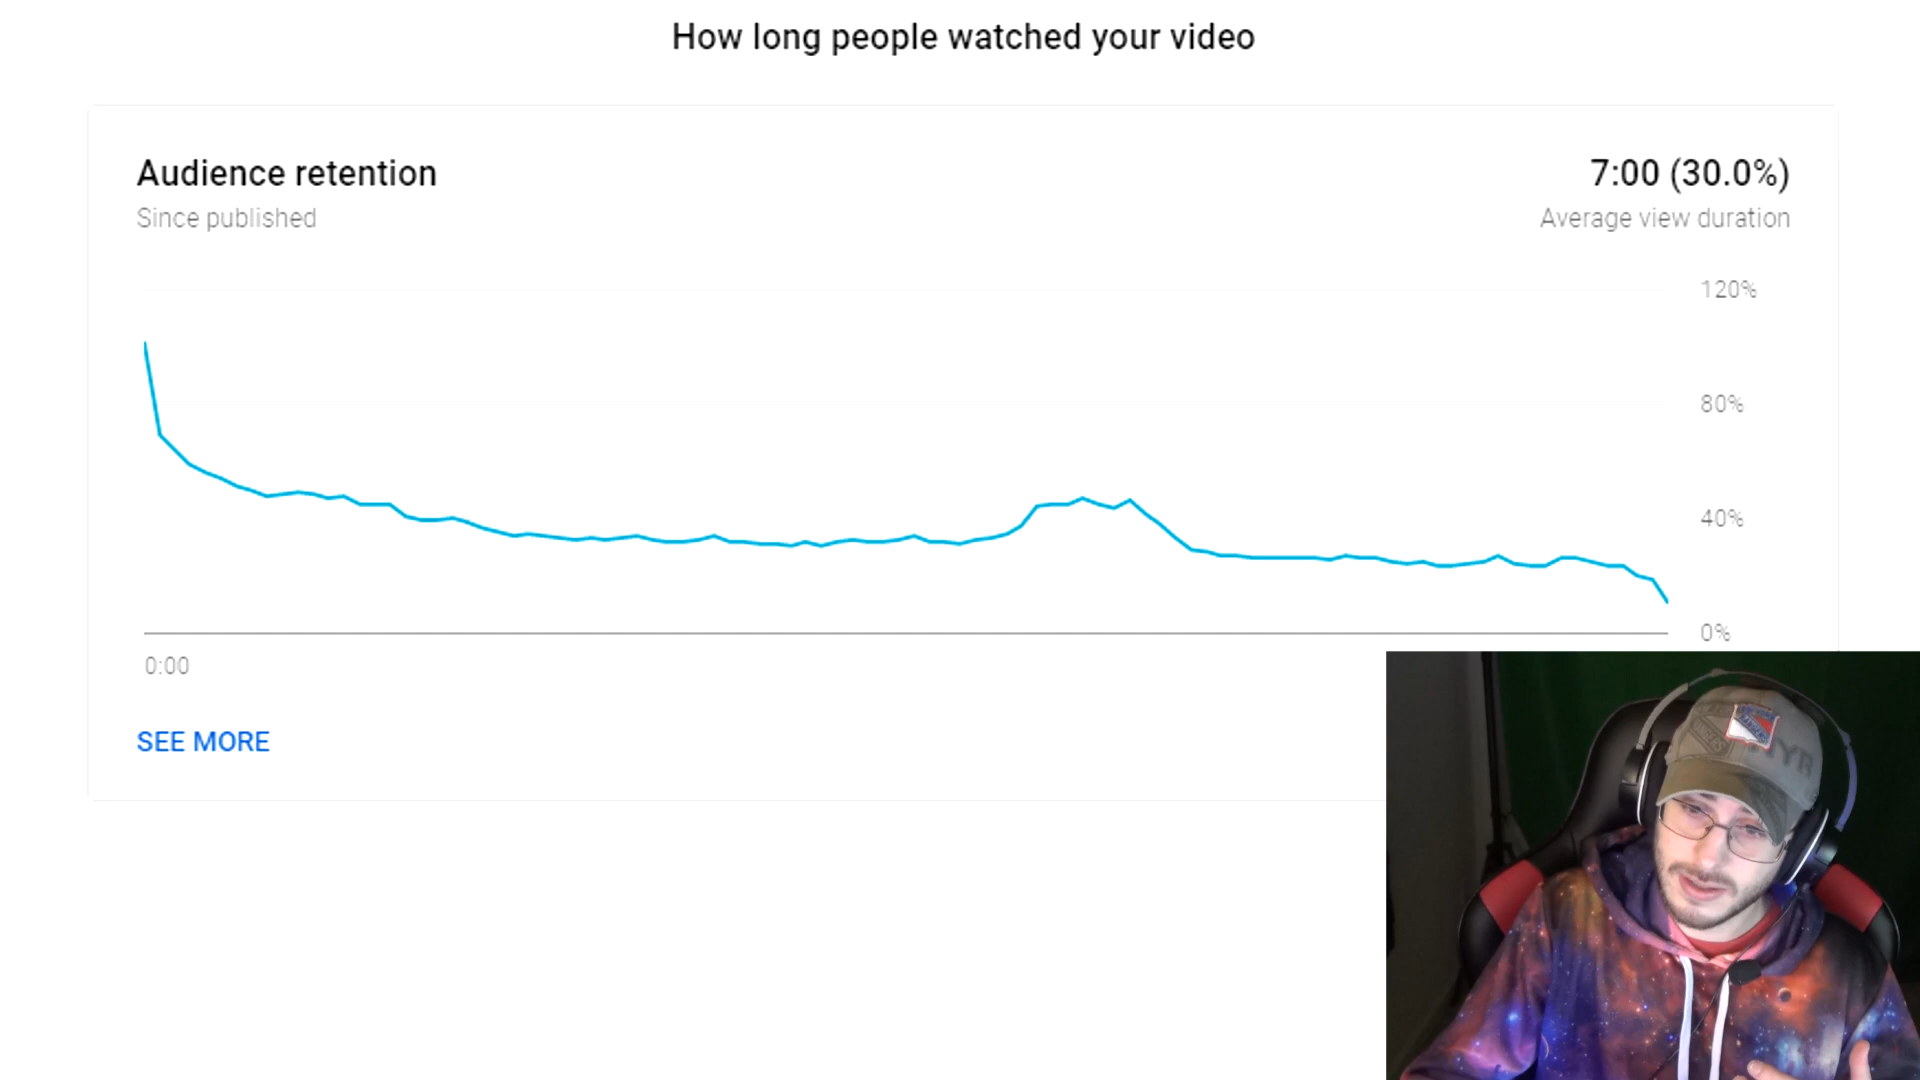 How long people watched your video
Audience retention
7:00 (30.0%)
Since published
Average view duration
120%
80%
40%
0%
0:00
SEE MORE
NYR